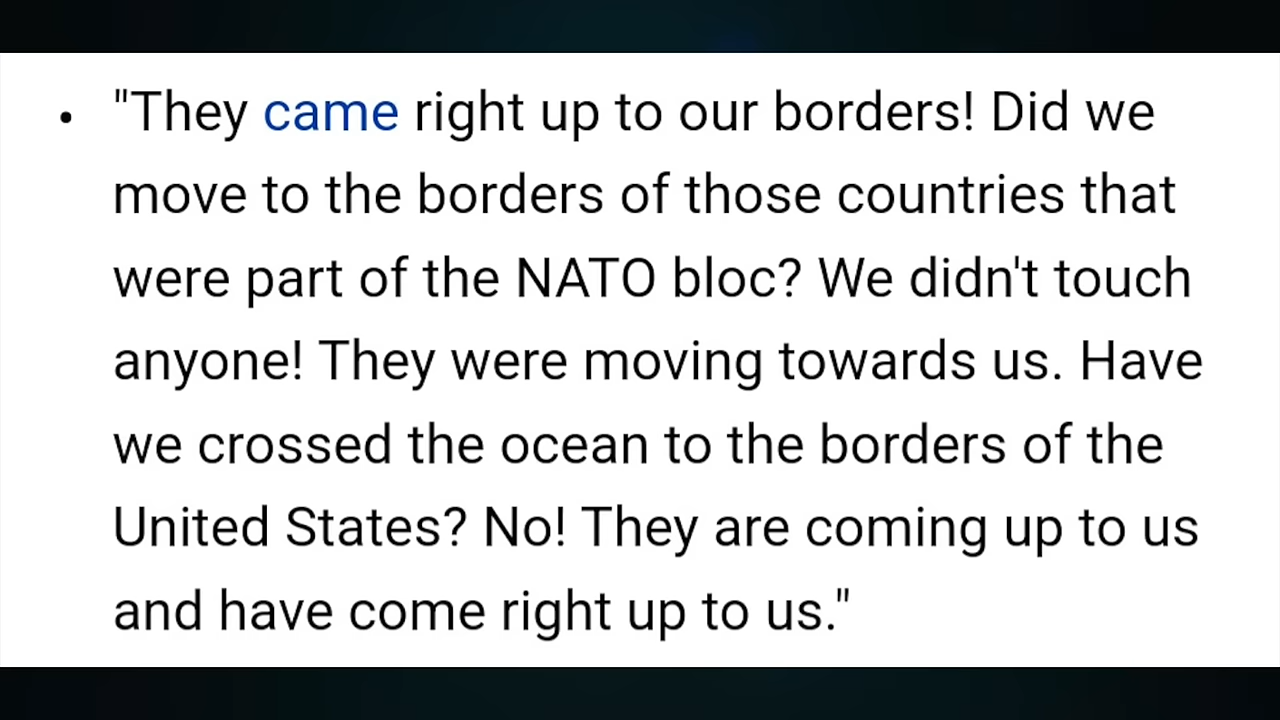 • "They came right up to our borders! Did we
move to the borders of those countries that
were part of the NATO bloc? We didn't touch
anyone! They were moving towards us. Have
we crossed the ocean to the borders of the
United States? No! They are coming up to us
and have come right up to us."